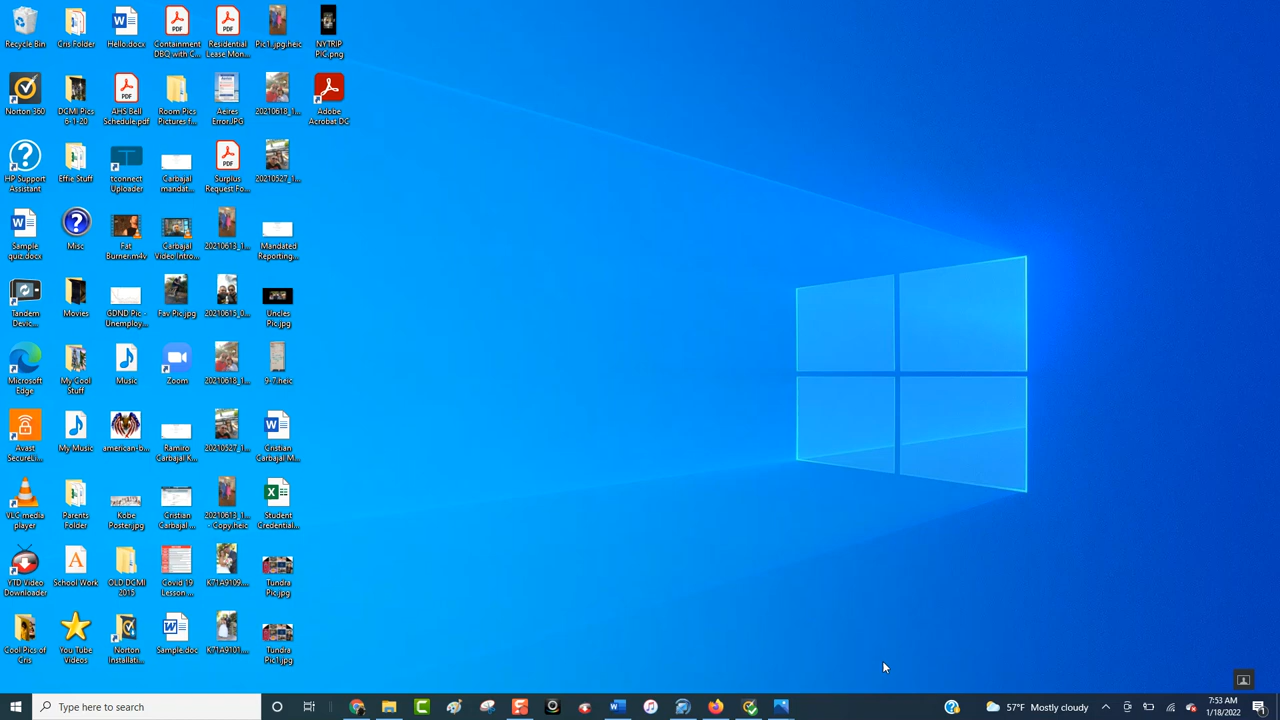 Recycle Bin
Cris Folder
Hello.docx
Containment
DBQ with C...
Residential
Lease Mon...
Pic1.jpg.heic
NYTRIP
PIC.png
Norton 360
DCMI Pics
6-1-20
AHS Bell
Schedule.pdf
Room Pics
Pictures f...
Aeires
ErrorJPG
20210618_1...
Adobe
Acrobat DC
HP Support
Assistant
Effie Stuff
tconnect
Uploader
Carbajal
mandat...
Surplus
Request Fo...
20210527_1...
Sample
quiz.docx
Misc
Fat
Burner.m4v
Carbajal
Video Intro...
20210613_1...
Mandated
Reporting...
Tandem
Devic...
Movies
GDND Pic -
Unemploy...
Fav Pic.jpg
20210615_0...
Uncles
Pic.jpg
Microsoft
Edge
My Cool
Stuff
Music
Zoom
20210618_1...
9-7.heic
Avast
SecureLi...
My Music
american-b...
Ramiro
Carbajal K...
20210527_1...
Cristian
Carbajal M...
VLC media
player
Parents
Folder
Kobe
Poster.jpg
Cristian
Carbajal ...
20210613_1...
- Copy.heic
Student
Credential...
YTD Video
Downloader
School Work
OLD DCMI
2015
Covid 19
Lesson ...
K71A9109....
Tundra
Pic.jpg
Cool Pics of
Cris
You Tube
Videos
Norton
Installati...
Sample.doc
K71A9101....
Tundra
Pic1.jpg
Type here to search
57°F Mostly cloudy
7:53 AM
1/18/2022